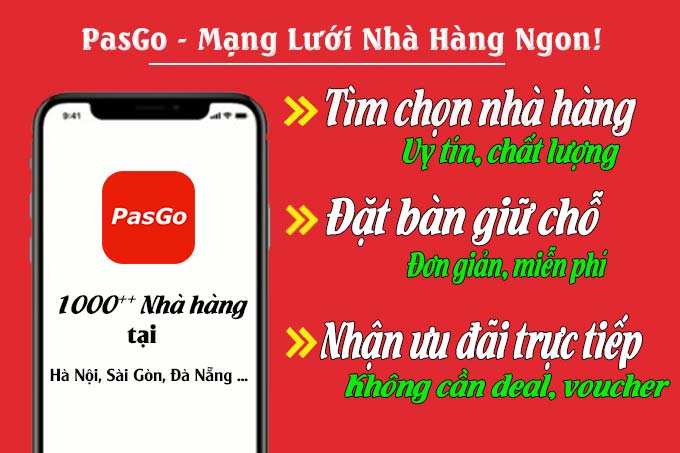 PasGo - Mạng Lưới Nhà Hàng Ngon!
9:41
PasGo
1000++ Nhà hàng
tại
Hà Nội, Sài Gòn, Đà Nẵng ...
Tìm chọn nhà hàng
Uy tín, chất lượng
Đặt bàn giữ chỗ
Đơn giản, miễn phí
Nhận ưu đãi trực tiếp
Không cần deal, voucher